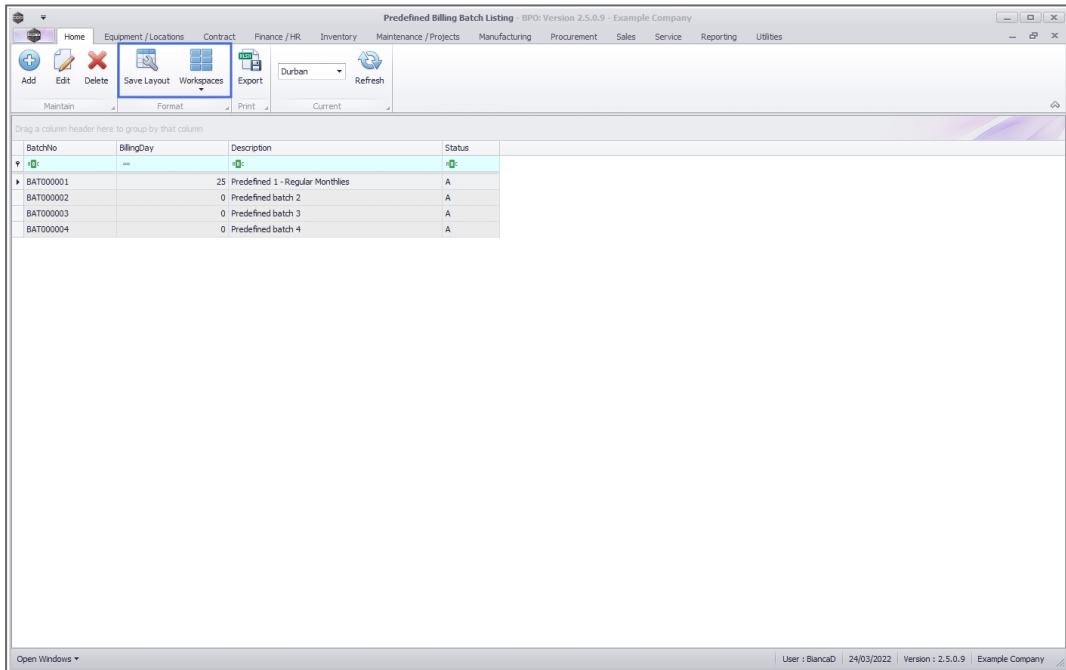 Predefined Billing Batch Listing - BPO: Version 2.5.0.9 - Example Company
Home Equipment / Locations Contract Finance / HR Inventory Maintenance / Projects Manufacturing Procurement Sales Service Reporting Utilities
Add Edit Delete Save Layout Workspaces Export Durban Refresh
Maintain Format Print Current
Drag a column header here to group by that column
BatchNo BillingDay Description Status
=
BAT000001 25 Predefined 1 - Regular Monthlies A
BAT000002 0 Predefined batch 2 A
BAT000003 0 Predefined batch 3 A
BAT000004 0 Predefined batch 4 A
Open Windows User : BiancaD 24/03/2022 Version : 2.5.0.9 Example Company